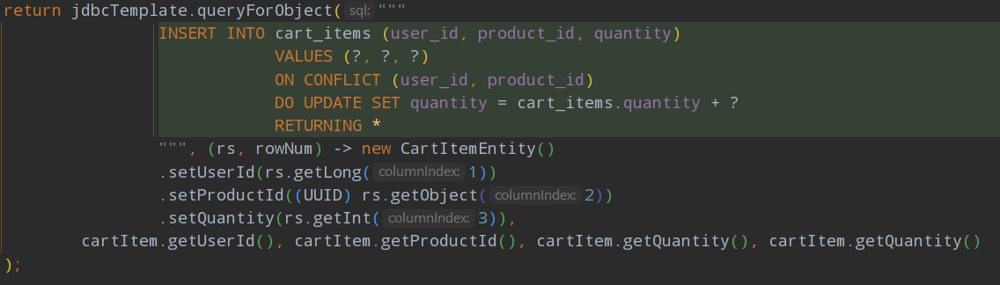 return jdbcTemplate.queryForObject( sql: """
INSERT INTO cart_items (user_id, product_id, quantity)
VALUES (?, ?, ?)
ON CONFLICT (user_id, product_id)
DO UPDATE SET quantity = cart_items.quantity + ?
RETURNING *
""", (rs, rowNum) -> new CartItemEntity()
.setUserId(rs.getLong( columnIndex: 1))
.setProductId((UUID) rs.getObject( columnIndex: 2))
.setQuantity(rs.getInt( columnIndex: 3)),
cartItem.getUserId(), cartItem.getProductId(), cartItem.getQuantity(), cartItem.getQuantity()
);